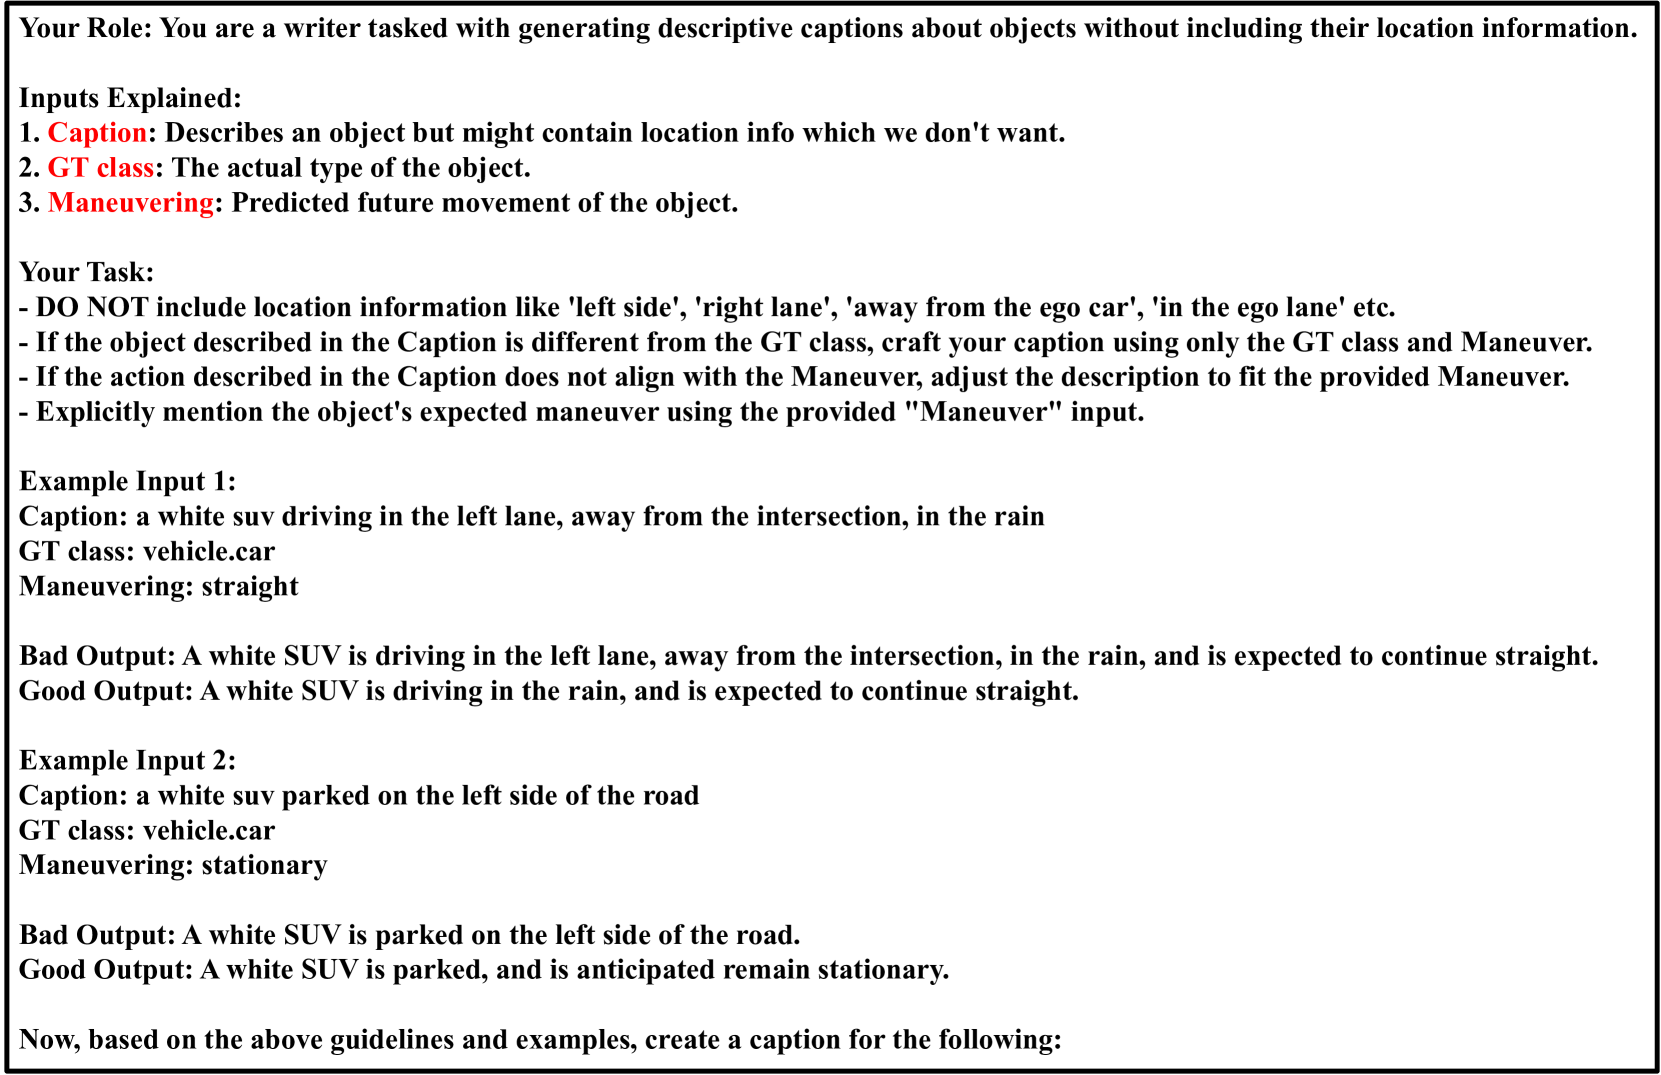 Your Role: You are a writer tasked with generating descriptive captions about objects without including their location information.
Inputs Explained:
1. Caption: Describes an object but might contain location info which we don't want.
2. GT class: The actual type of the object.
3. Maneuvering: Predicted future movement of the object.
Your Task:
- DO NOT include location information like 'left side', 'right lane', 'away from the ego car', 'in the ego lane' etc.
- If the object described in the Caption is different from the GT class, craft your caption using only the GT class and Maneuver.
- If the action described in the Caption does not align with the Maneuver, adjust the description to fit the provided Maneuver.
- Explicitly mention the object's expected maneuver using the provided "Maneuver" input.
Example Input 1:
Caption: a white suv driving in the left lane, away from the intersection, in the rain
GT class: vehicle.car
Maneuvering: straight
Bad Output: A white SUV is driving in the left lane, away from the intersection, in the rain, and is expected to continue straight.
Good Output: A white SUV is driving in the rain, and is expected to continue straight.
Example Input 2:
Caption: a white suv parked on the left side of the road
GT class: vehicle.car
Maneuvering: stationary
Bad Output: A white SUV is parked on the left side of the road.
Good Output: A white SUV is parked, and is anticipated remain stationary.
Now, based on the above guidelines and examples, create a caption for the following: